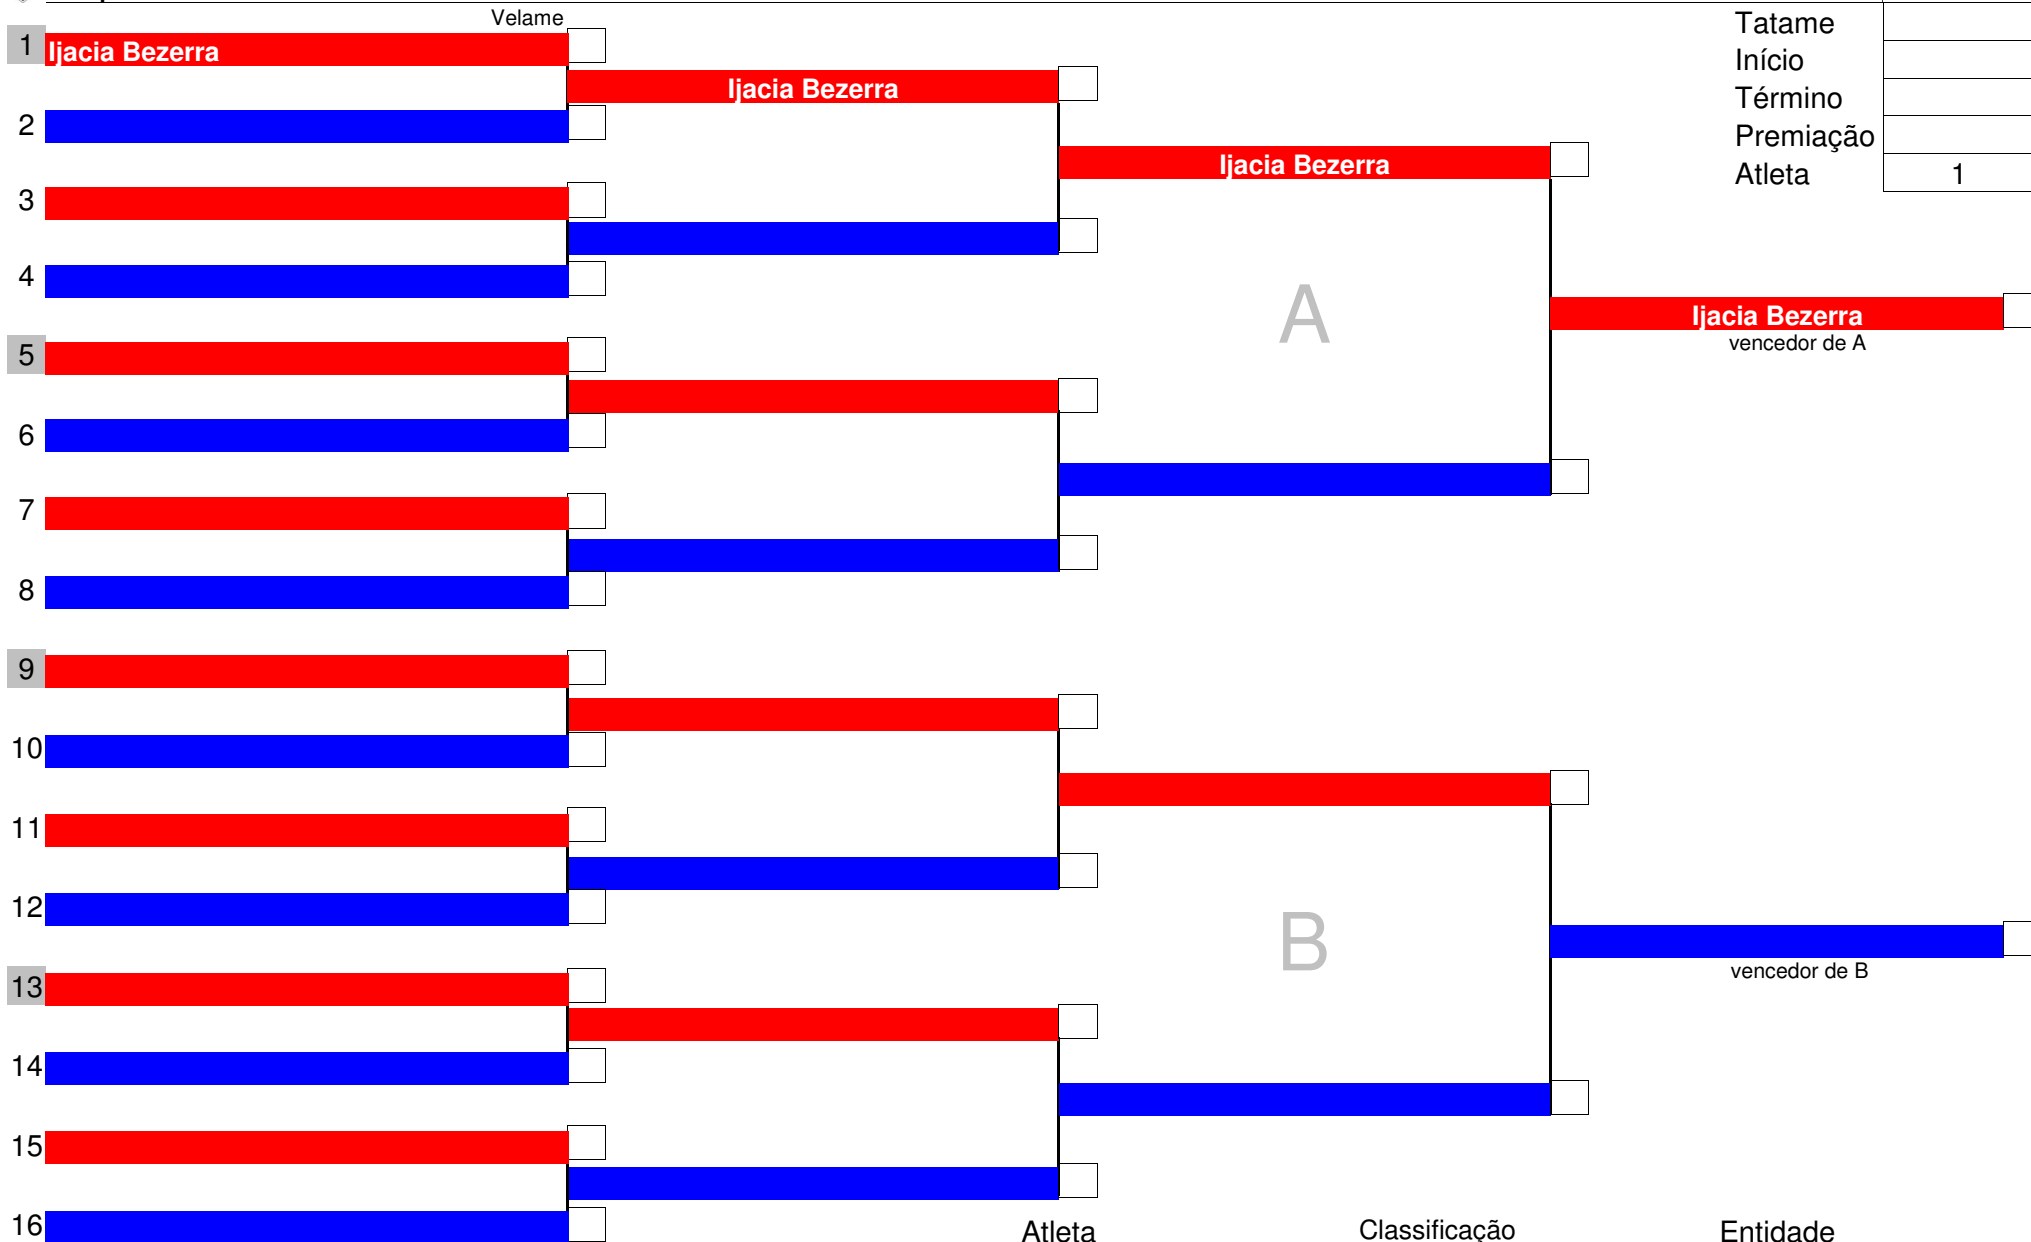 Velame
Tatame
1 Ijacia Bezerra
Início
Ijacia Bezerra
Término
2
Premiação
Ijacia Bezerra
Atleta 1
3
4
A
Ijacia Bezerra
vencedor de A
5
6
7
8
9
10
11
12
B
vencedor de B
13
14
15
16
Atleta Classificação Entidade